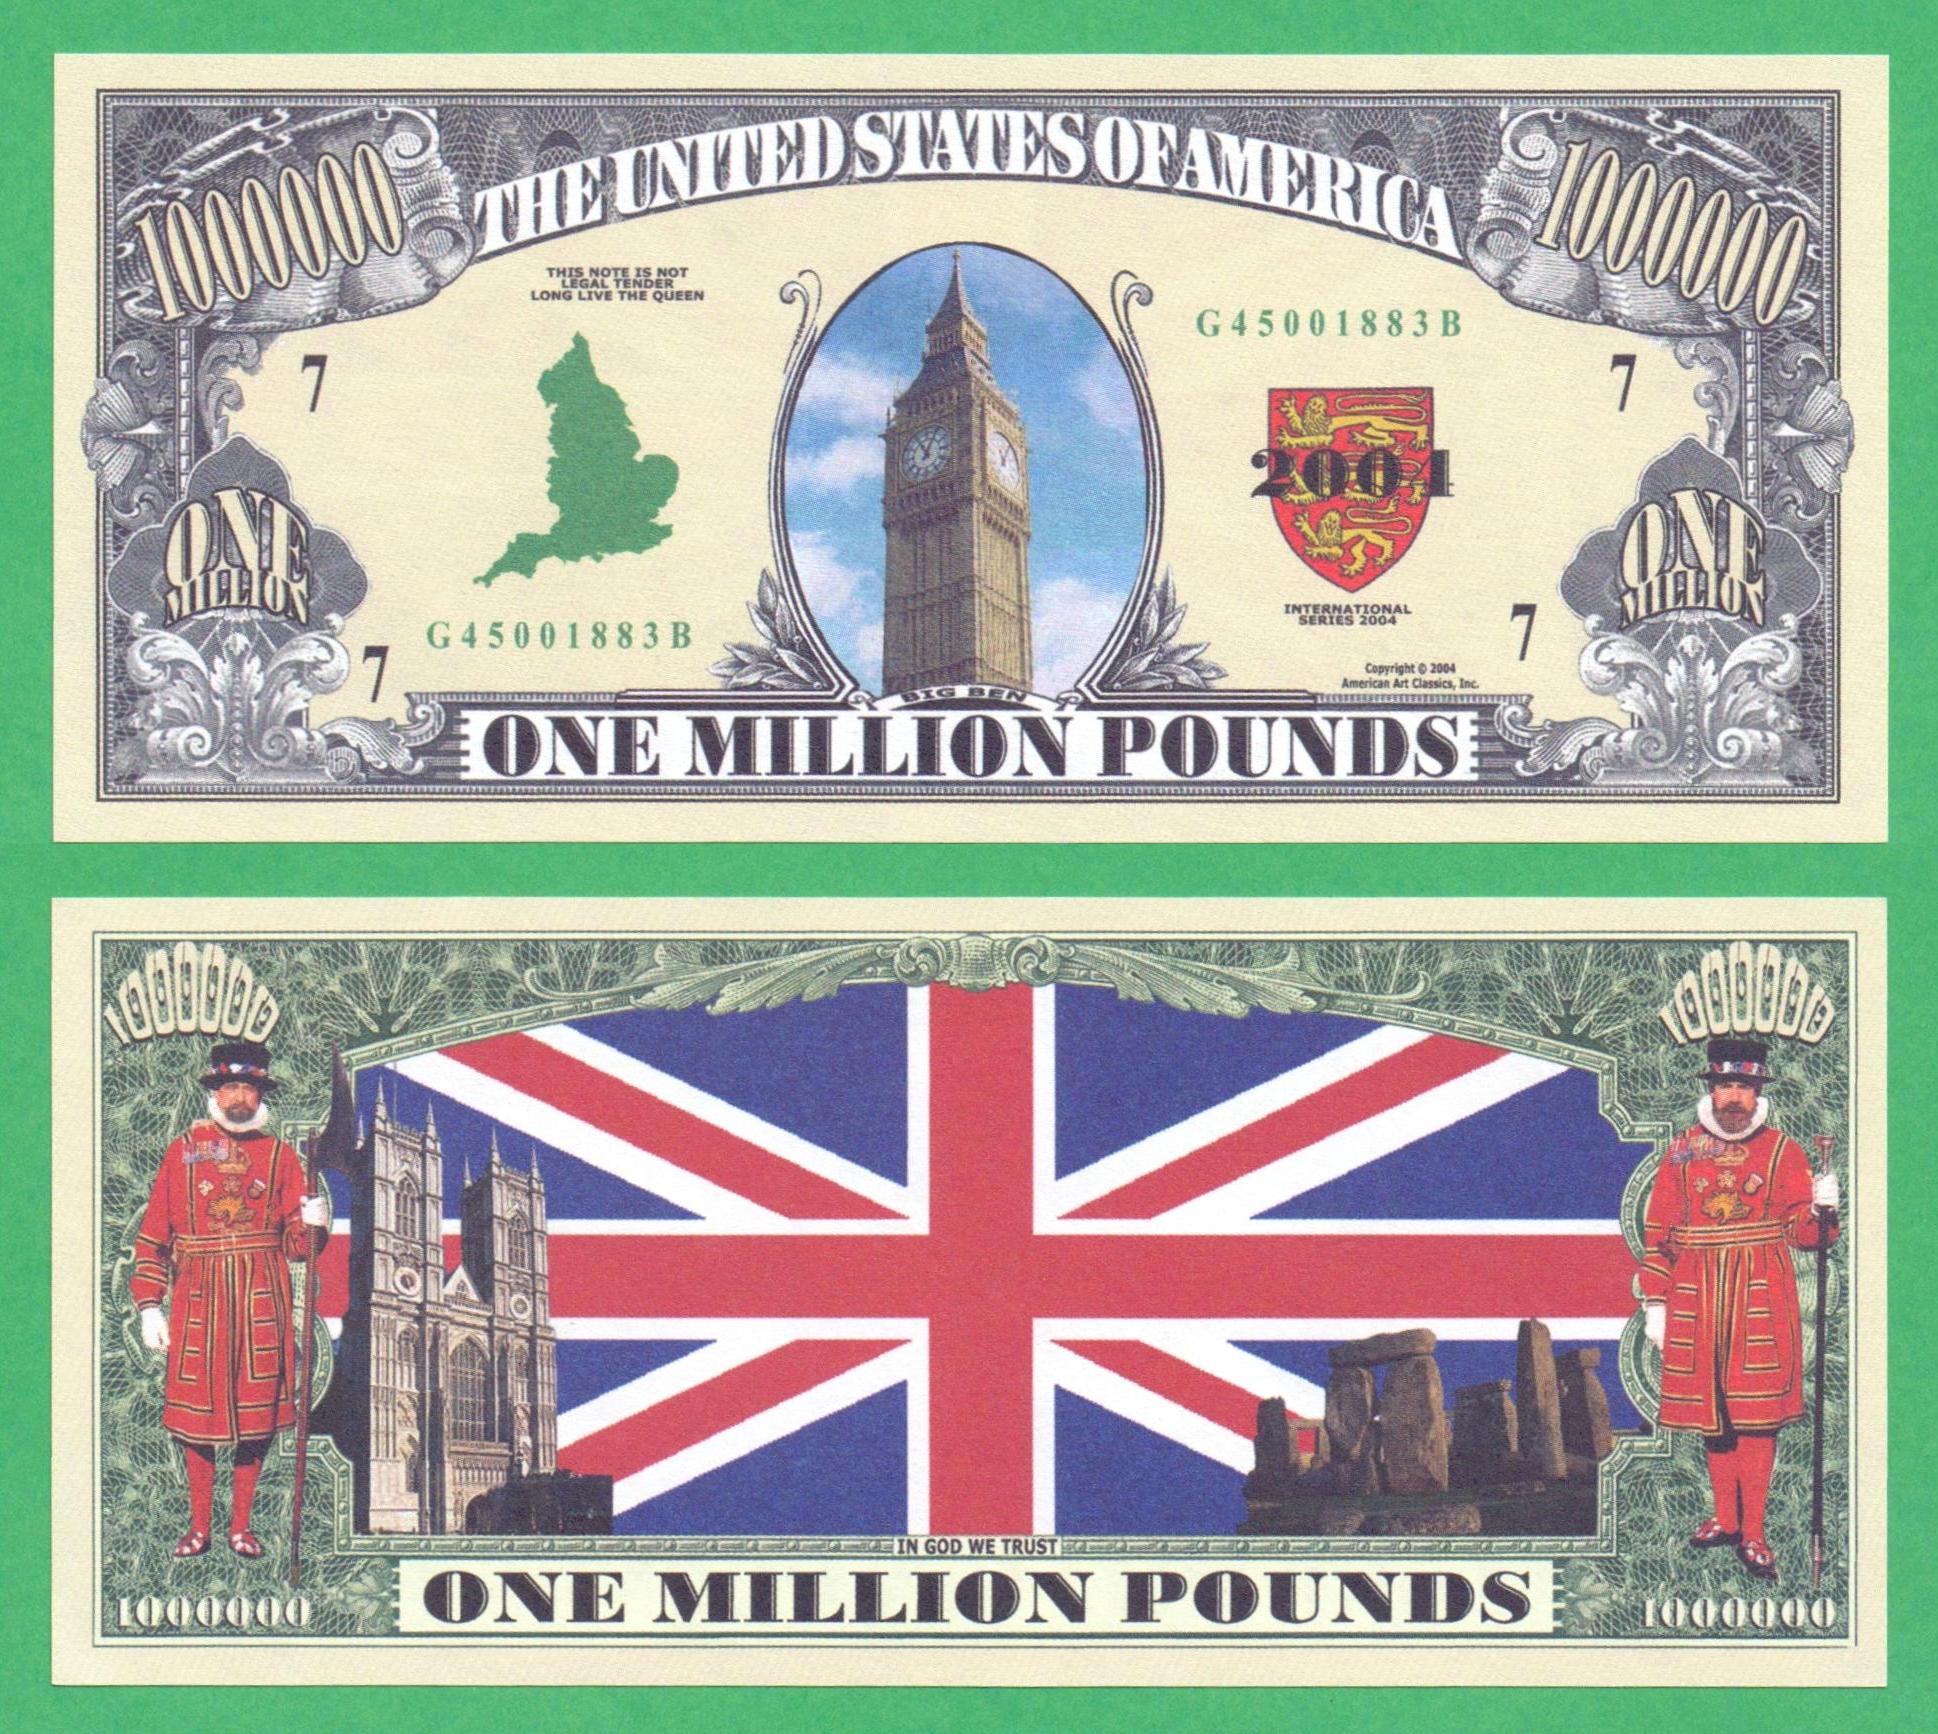 THE UNITED STATES OF AMERICA
1000000
1000000
THIS NOTE IS NOT
LEGAL TENDER
LONG LIVE THE QUEEN
G45001883B
7
7
2004
ONE
MILLION
ONE
MILLION
INTERNATIONAL
SERIES 2004
G45001883B
7
7
Copyright © 2004
American Art Classics, Inc.
BIG BEN
ONE MILLION POUNDS
1000000
1000000
IN GOD WE TRUST
ONE MILLION POUNDS
1000000
1000000